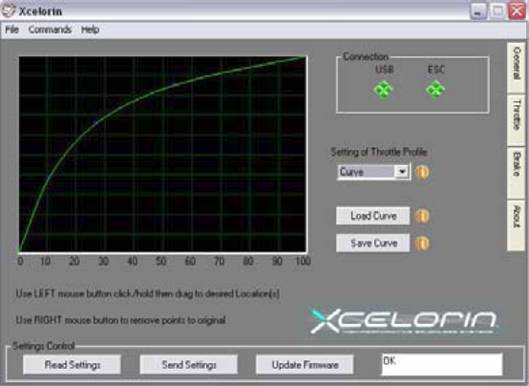 Xcelorin
File Commands Help
Connection
USB ESC
General
Throttle
Brake
About
Setting of Throttle Profile
Curve
Load Curve
Save Curve
0 10 20 30 40 50 60 70 80 90 100
Use LEFT mouse button click/hold then drag to desired Location(s)
Use RIGHT mouse button to remove points to original
XCELORIN
Settings Control
Read Settings Send Settings Update Firmware OK